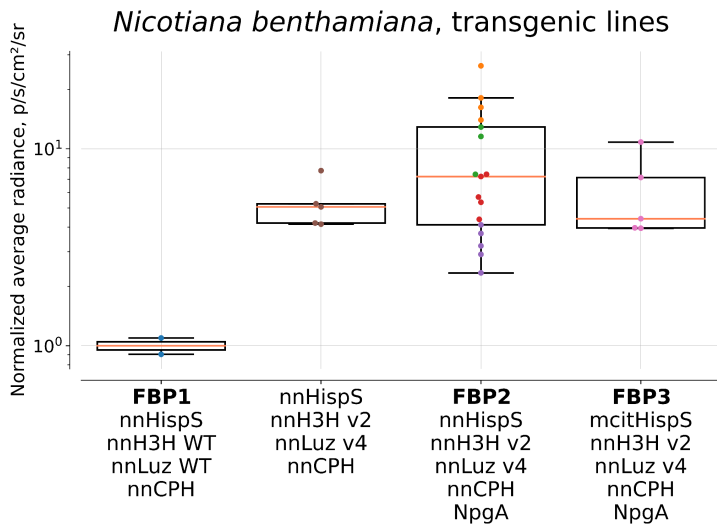 Nicotiana benthamiana, transgenic lines
Normalized average radiance, p/s/cm²/sr
10¹
10⁰
FBP1
nnHispS
nnH3H WT
nnLuz WT
nnCPH
nnHispS
nnH3H v2
nnLuz v4
nnCPH
FBP2
nnHispS
nnH3H v2
nnLuz v4
nnCPH
NpgA
FBP3
mcitHispS
nnH3H v2
nnLuz v4
nnCPH
NpgA